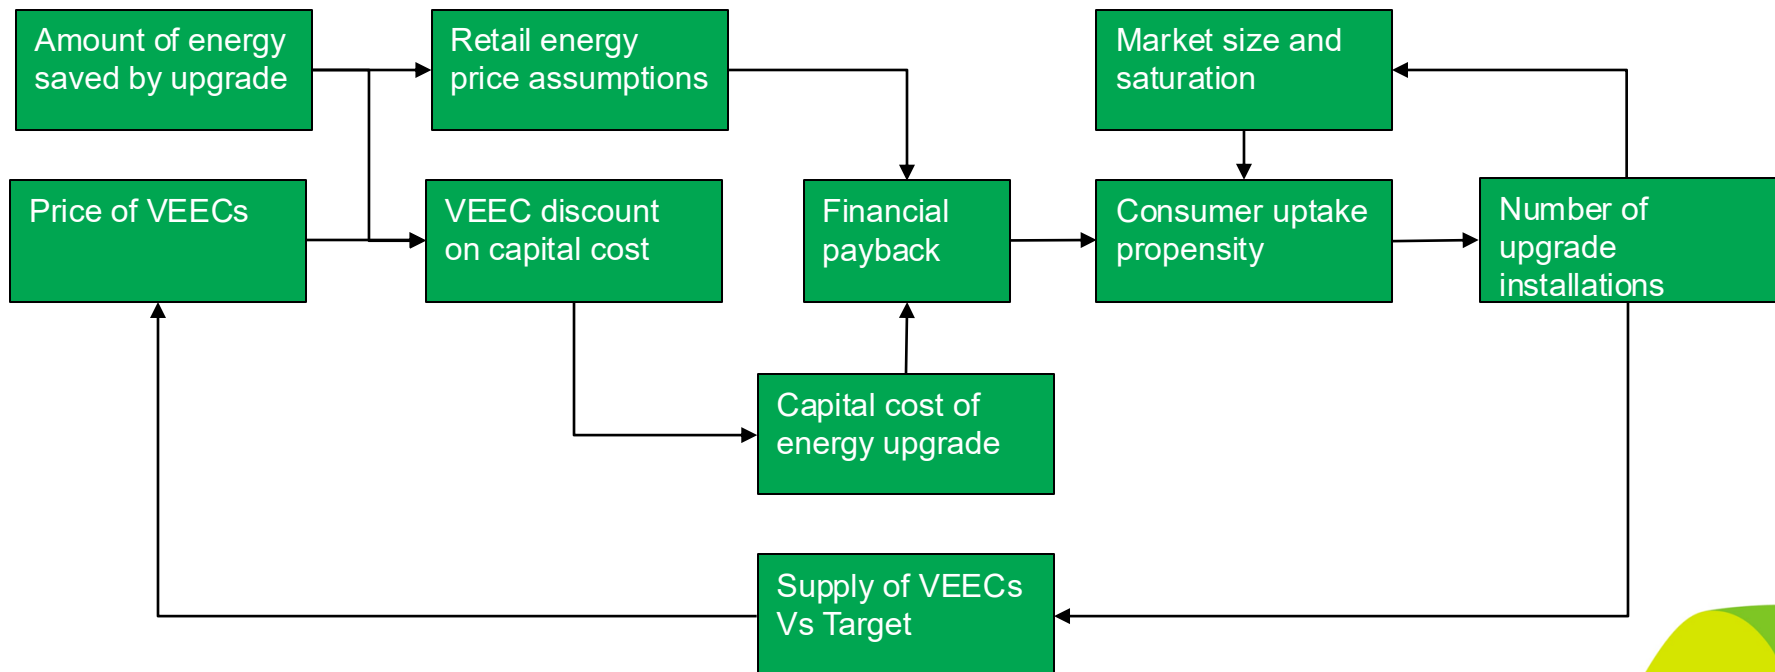 Amount of energy
saved by upgrade
Retail energy
price assumptions
Market size and
saturation
Price of VEECs
VEEC discount
on capital cost
Financial
payback
Consumer uptake
propensity
Number of
upgrade
installations
Capital cost of
energy upgrade
Supply of VEECs
Vs Target